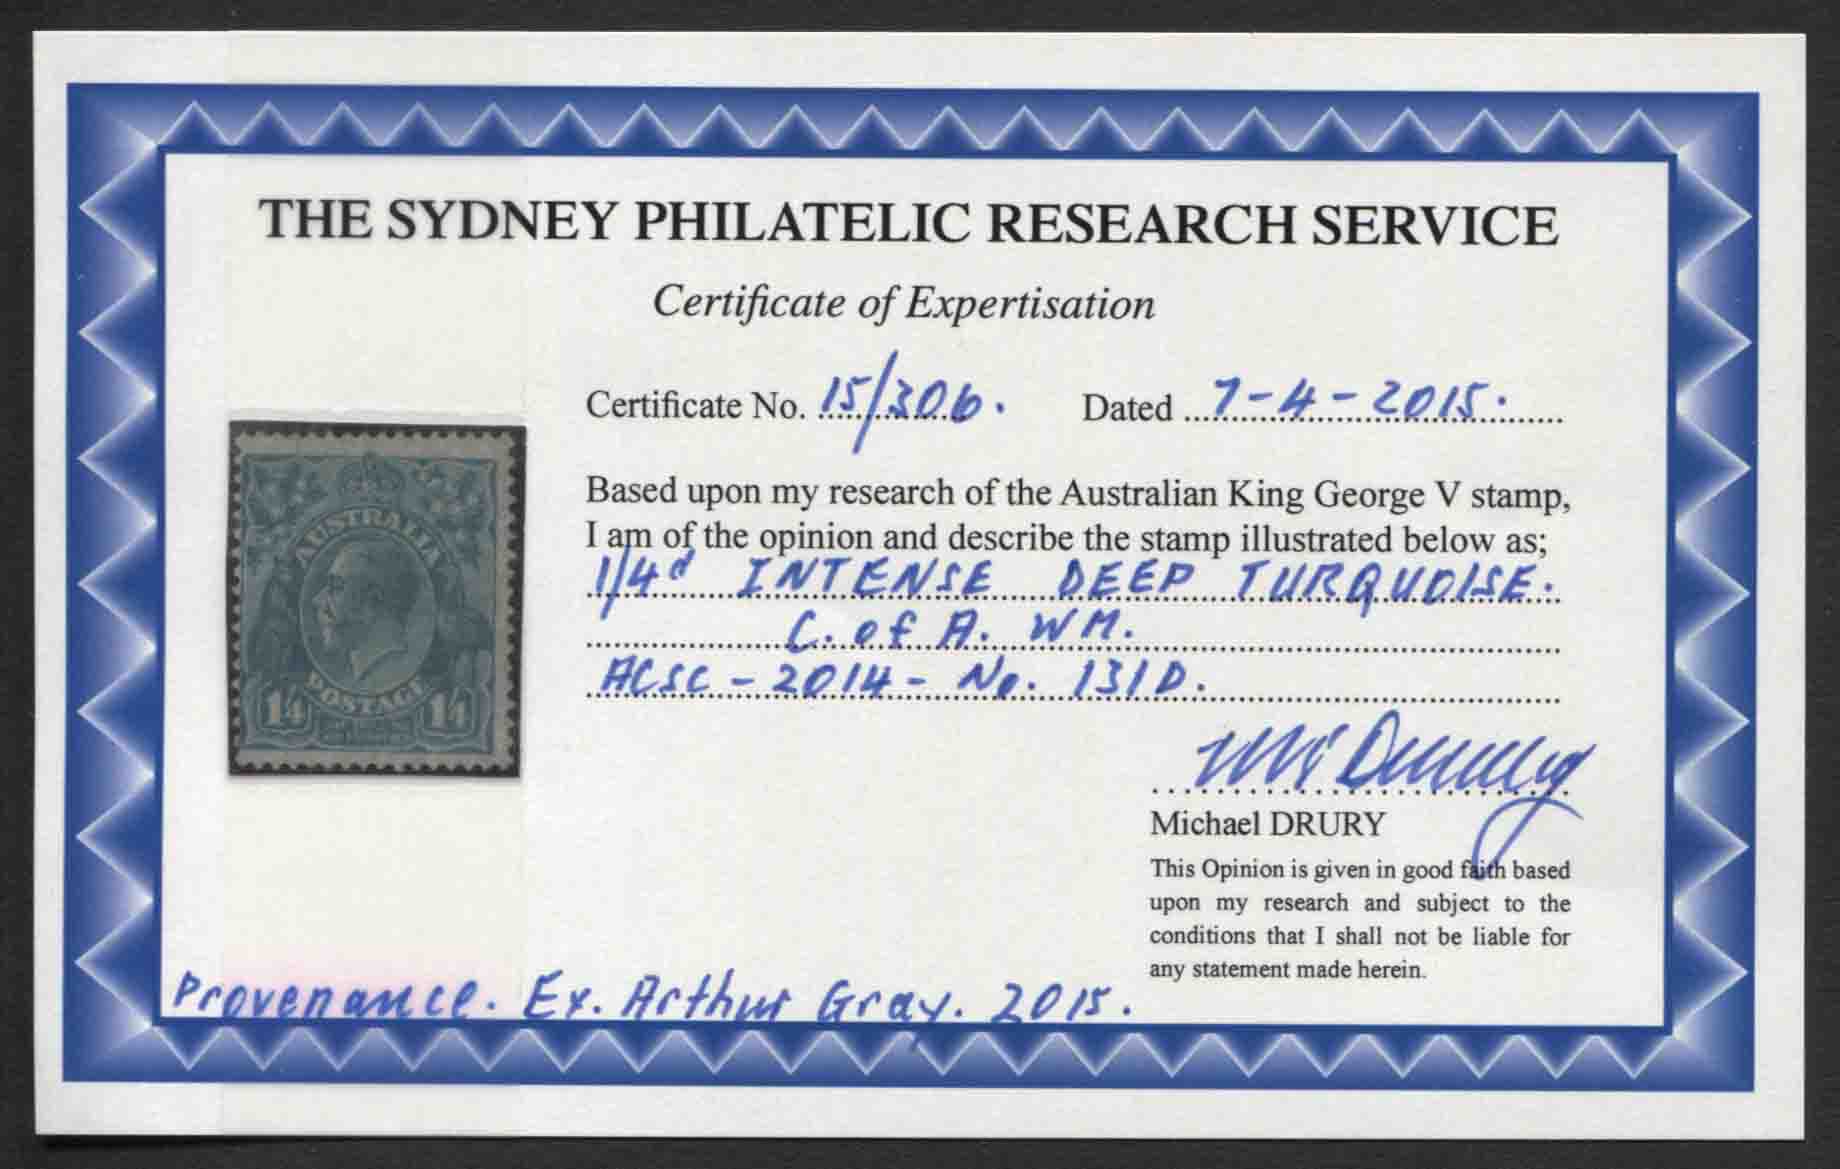 THE SYDNEY PHILATELIC RESEARCH SERVICE
Certificate of Expertisation
Certificate No. 15/306. Dated 7-4-2015.
Based upon my research of the Australian King George V stamp,
I am of the opinion and describe the stamp illustrated below as;
1/4d INTENSE DEEP TURQUOISE.
C. of A. WM.
ACSC - 2014 - No. 131D.
AUSTRALIA
POSTAGE
1/4 1/4
M Drury
Michael DRURY
This Opinion is given in good faith based
upon my research and subject to the
conditions that I shall not be liable for
any statement made herein.
Provenance. Ex. Arthur Gray. 2015.